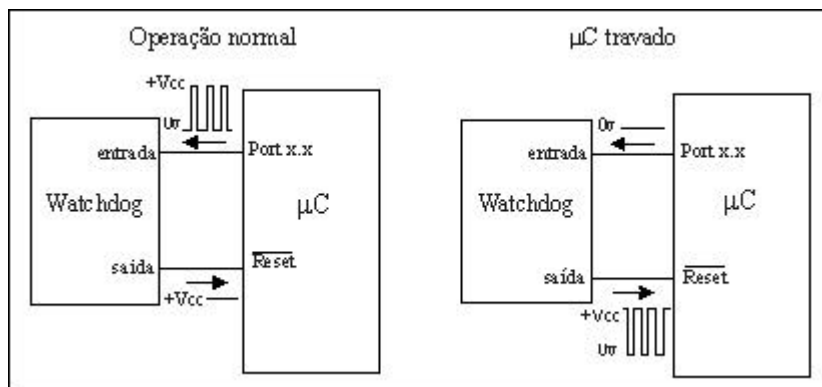 Operação normal
+Vcc
0v
entrada
Port x.x
Watchdog
μC
saída
Reset
+Vcc
μC travado
0v
entrada
Port x.x
Watchdog
μC
saída
Reset
+Vcc
0v